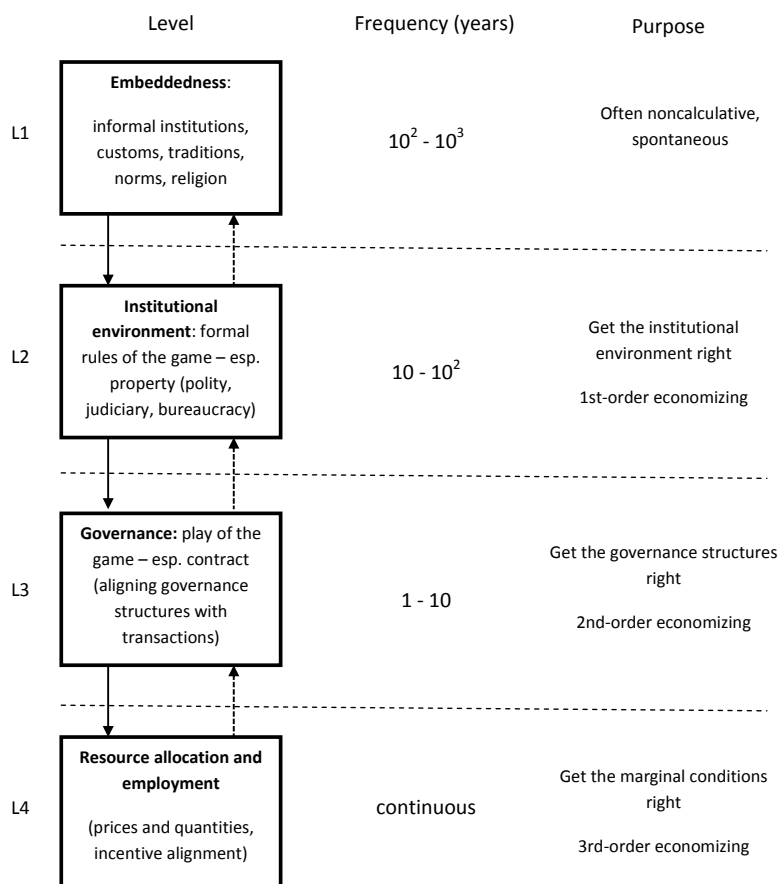 Level
Frequency (years)
Purpose
L1
Embeddedness:
informal institutions,
customs, traditions,
norms, religion
10² - 10³
Often noncalculative,
spontaneous
L2
Institutional
environment: formal
rules of the game – esp.
property (polity,
judiciary, bureaucracy)
10 - 10²
Get the institutional
environment right
1st-order economizing
L3
Governance: play of the
game – esp. contract
(aligning governance
structures with
transactions)
1 - 10
Get the governance structures
right
2nd-order economizing
L4
Resource allocation and
employment
(prices and quantities,
incentive alignment)
continuous
Get the marginal conditions
right
3rd-order economizing